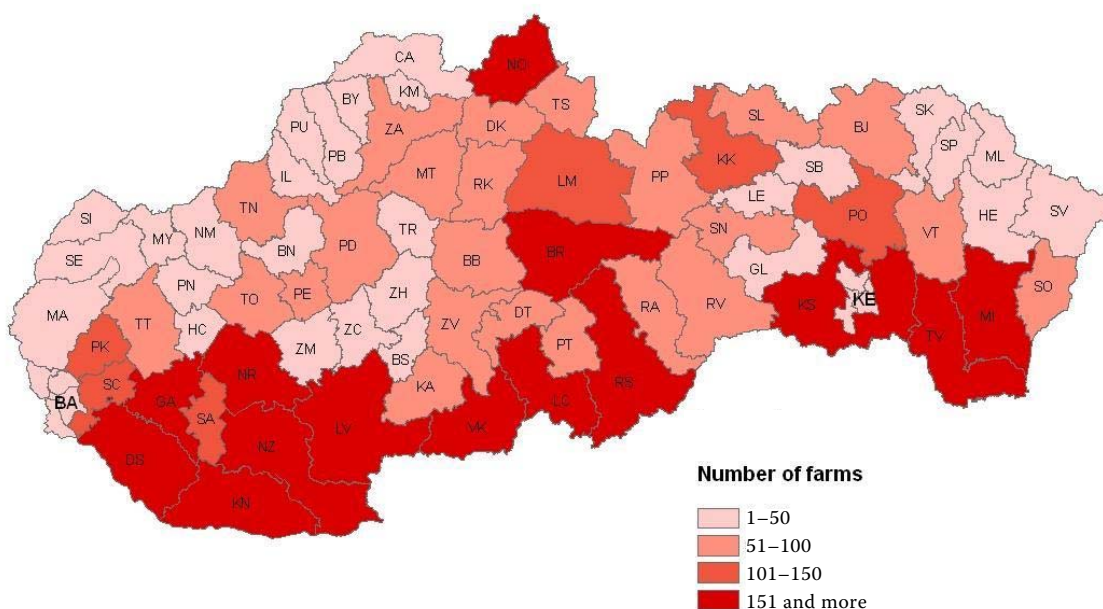 CA
NO
KM
BY
TS
PU
ZA
DK
SL
BJ
SK
PB
SP
ML
IL
MT
RK
LM
PP
KK
SB
LE
TN
PO
HE
SV
SI
MY
NM
BN
PD
TR
SN
VT
SE
BB
BR
GL
PN
TO
PE
ZH
RA
RV
KS
KE
SO
MA
TT
HC
ZM
ZC
ZV
DT
MI
TV
PK
BS
PT
SC
NR
KA
RS
BA
GA
SA
LC
LV
VK
NZ
DS
KN
Number of farms
1–50
51–100
101–150
151 and more